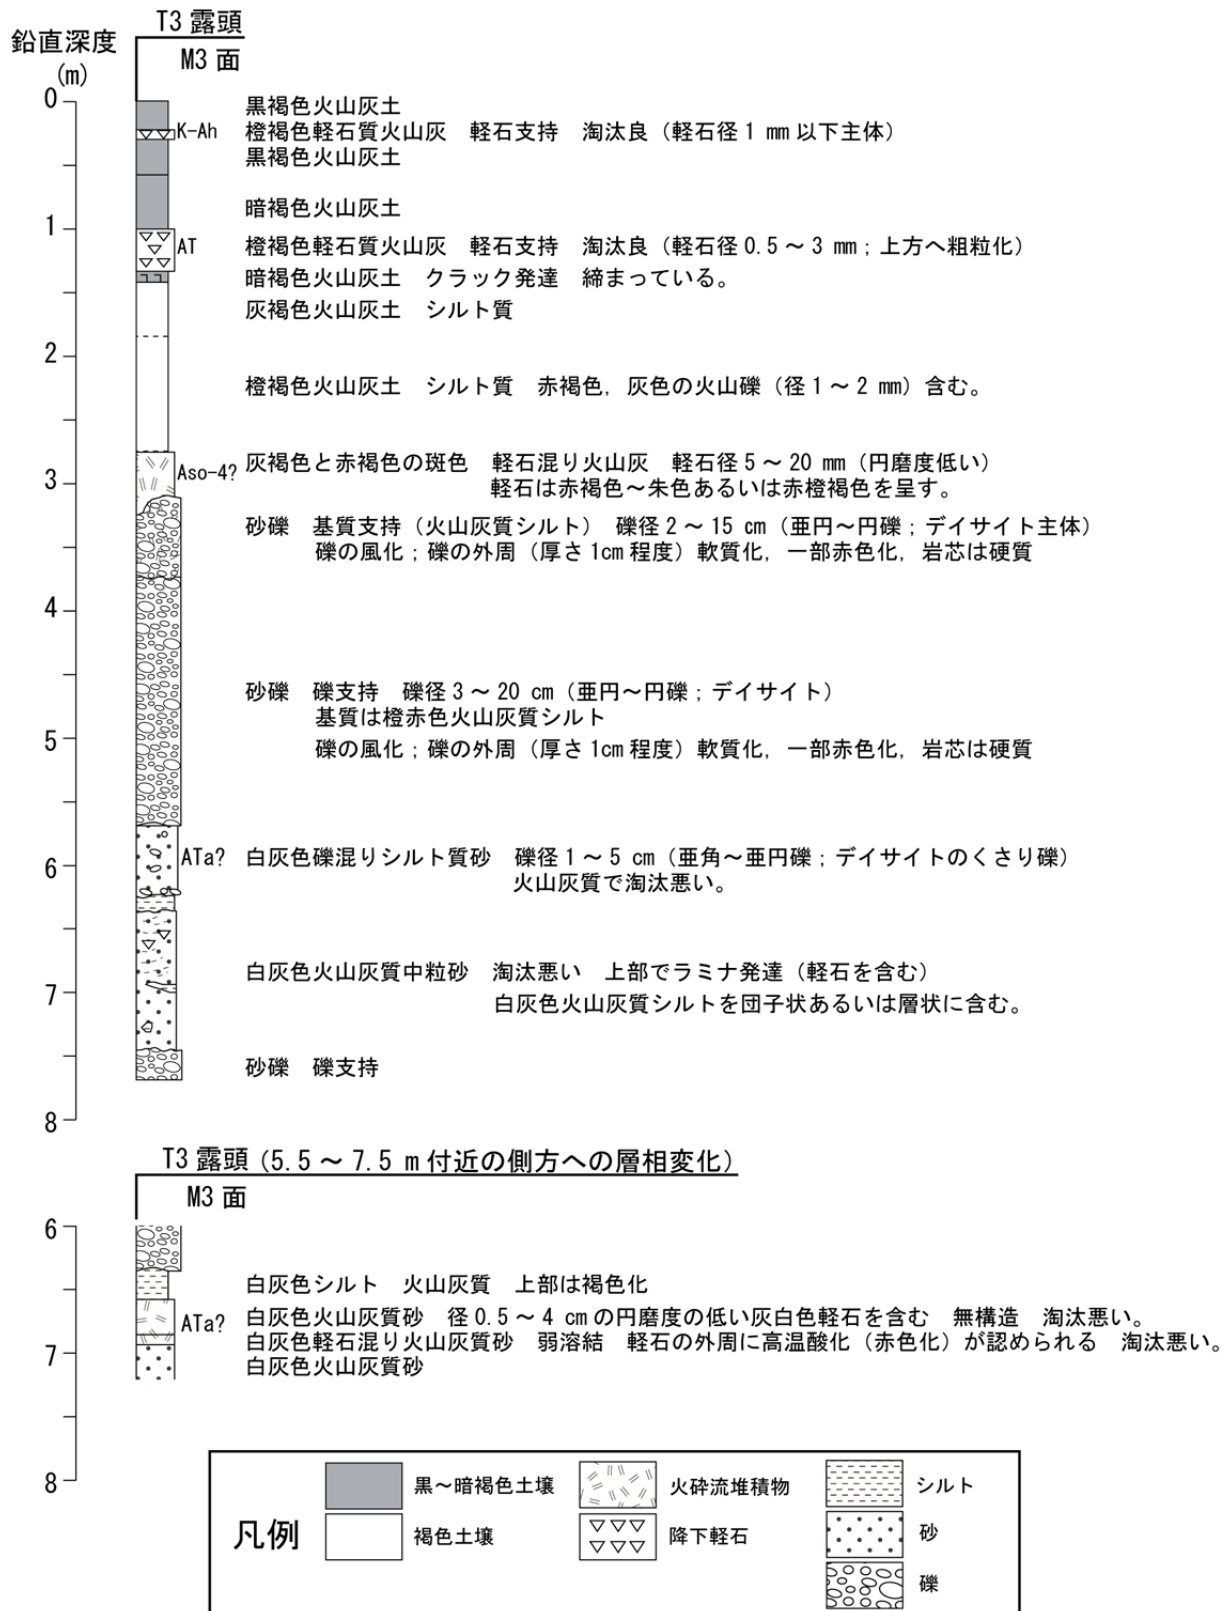 T3 露頭
鉛直深度
(m)
M3 面
0
黒褐色火山灰土
K-Ah 橙褐色軽石質火山灰 軽石支持 淘汰良（軽石径 1 mm 以下主体）
黒褐色火山灰土
暗褐色火山灰土
1
AT 橙褐色軽石質火山灰 軽石支持 淘汰良（軽石径 0.5 ～ 3 mm ; 上方へ粗粒化）
暗褐色火山灰土 クラック発達 締まっている。
灰褐色火山灰土 シルト質
2
橙褐色火山灰土 シルト質 赤褐色, 灰色の火山礫（径 1 ～ 2 mm）含む。
Aso-4? 灰褐色と赤褐色の斑色 軽石混り火山灰 軽石径 5 ～ 20 mm（円磨度低い）
3
軽石は赤褐色～朱色あるいは赤橙褐色を呈す。
砂礫 基質支持（火山灰質シルト） 礫径 2 ～ 15 cm（亜円～円礫 ; デイサイト主体）
礫の風化 ; 礫の外周（厚さ 1cm 程度）軟質化, 一部赤色化, 岩芯は硬質
4
砂礫 礫支持 礫径 3 ～ 20 cm（亜円～円礫 ; デイサイト）
基質は橙赤色火山灰質シルト
5
礫の風化 ; 礫の外周（厚さ 1cm 程度）軟質化, 一部赤色化, 岩芯は硬質
ATa? 白灰色礫混りシルト質砂 礫径 1 ～ 5 cm（亜角～亜円礫 ; デイサイトのくさり礫）
6
火山灰質で淘汰悪い。
白灰色火山灰質中粒砂 淘汰悪い 上部でラミナ発達（軽石を含む）
7
白灰色火山灰質シルトを団子状あるいは層状に含む。
砂礫 礫支持
8
T3 露頭（5.5 ～ 7.5 m 付近の側方への層相変化）
M3 面
6
白灰色シルト 火山灰質 上部は褐色化
ATa? 白灰色火山灰質砂 径 0.5 ～ 4 cm の円磨度の低い灰白色軽石を含む 無構造 淘汰悪い。
7
白灰色軽石混り火山灰質砂 弱溶結 軽石の外周に高温酸化（赤色化）が認められる 淘汰悪い。
白灰色火山灰質砂
8
凡例
黒～暗褐色土壌
火砕流堆積物
シルト
褐色土壌
降下軽石
砂
礫